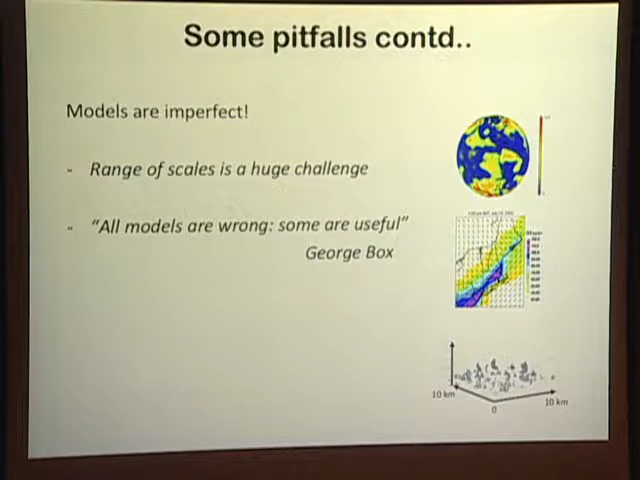 Some pitfalls contd..
Models are imperfect!
- Range of scales is a huge challenge
- “All models are wrong: some are useful”
George Box
10 km
0
10 km